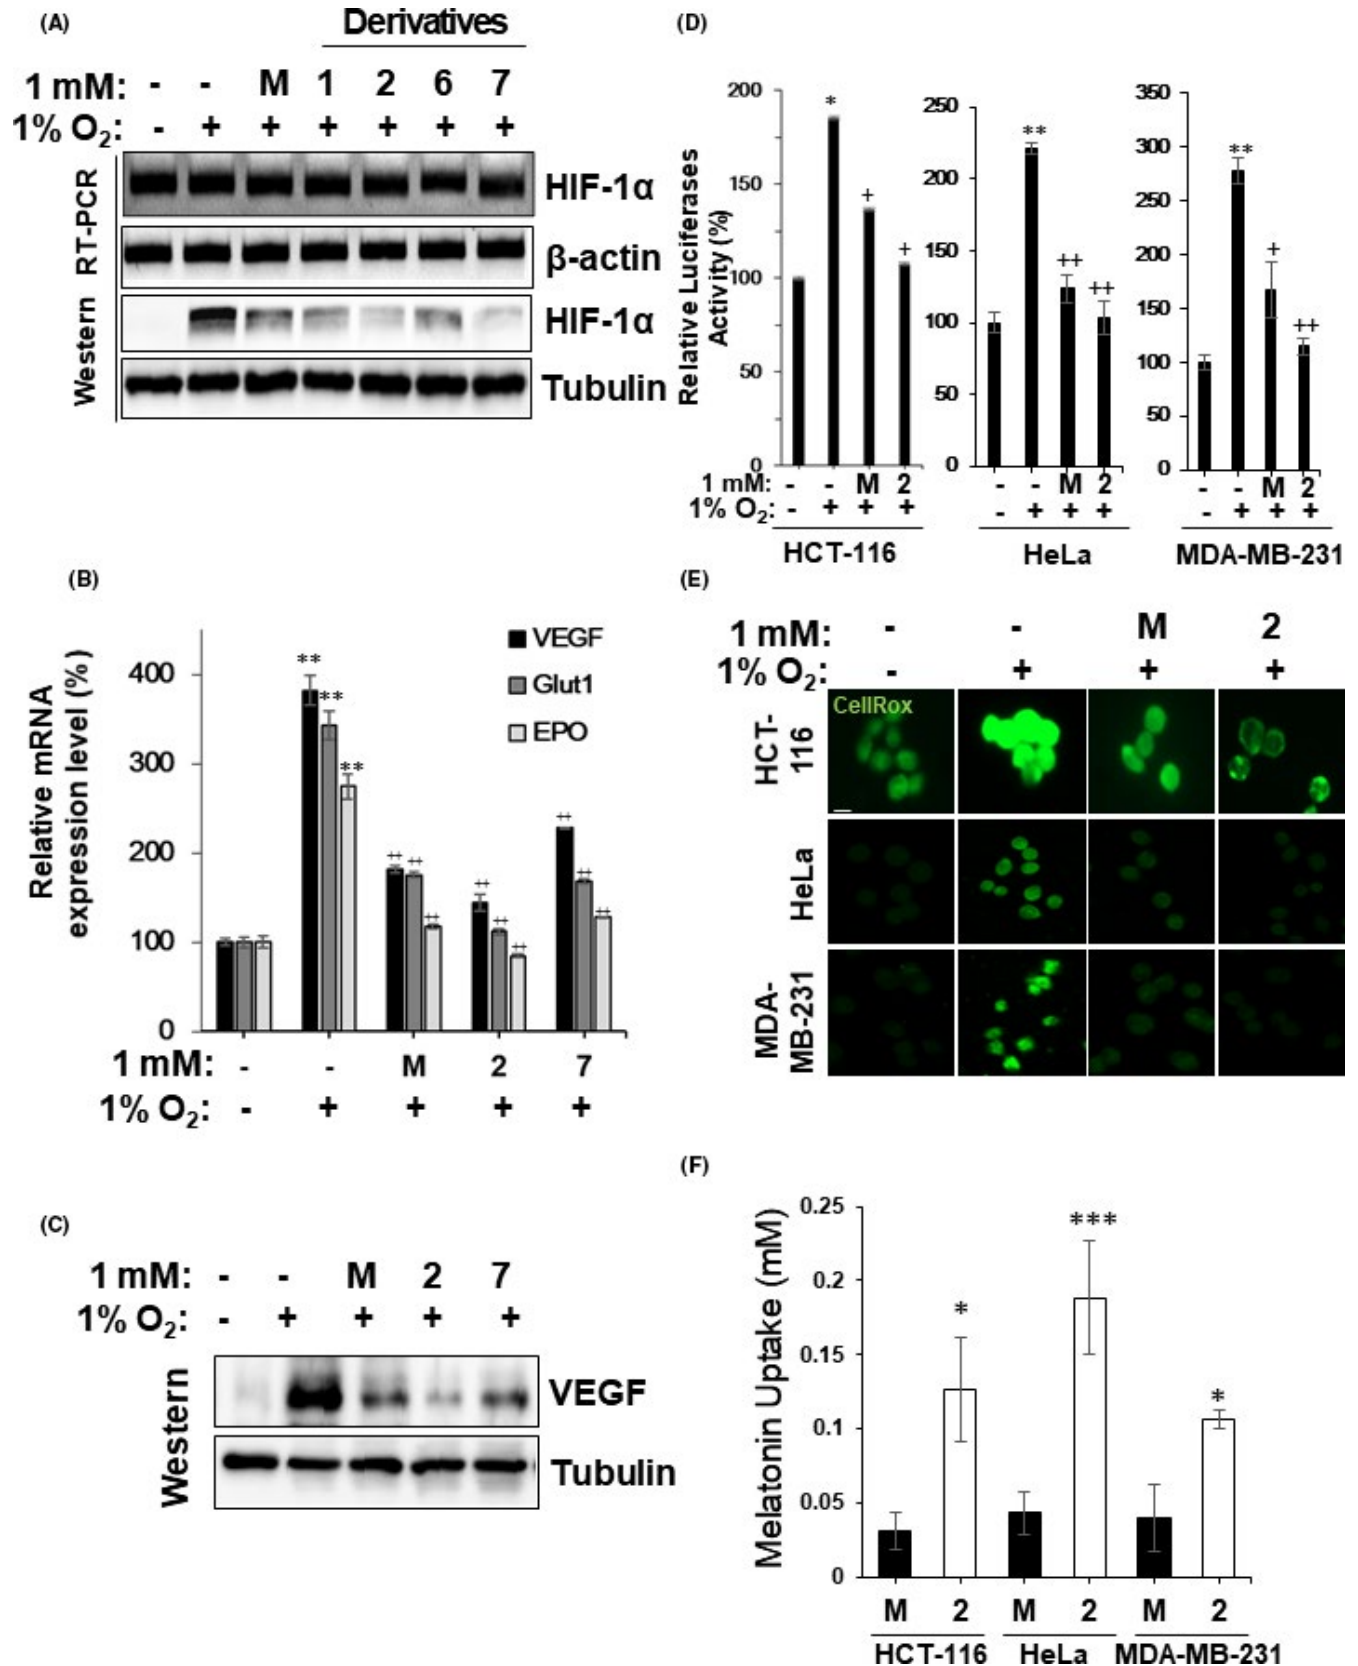 (A)
Derivatives
1 mM: - - M 1 2 6 7
1% O₂: - + + + + + +
RT-PCR
HIF-1α
β-actin
Western
HIF-1α
Tubulin
(D)
Relative Luciferases
Activity (%)
200
150
100
50
0
*
+
+
1 mM: - - M 2
1% O₂: - + + +
HCT-116
250
200
150
100
50
0
**
++
++
- - M 2
- + + +
HeLa
350
300
250
200
150
100
50
0
**
+
++
- - M 2
- + + +
MDA-MB-231
(B)
Relative mRNA
expression level (%)
400
300
200
100
0
VEGF
Glut1
EPO
** ** **
++ ++ ++
++ ++ ++
++ ++ ++
1 mM: - - M 2 7
1% O₂: - + + + +
(E)
1 mM: - - M 2
1% O₂: - + + +
CellRox
HCT-
116
HeLa
MDA-
MB-231
(C)
1 mM: - - M 2 7
1% O₂: - + + + +
Western
VEGF
Tubulin
(F)
Melatonin Uptake (mM)
0.25
0.2
0.15
0.1
0.05
0
*
***
*
M 2 M 2 M 2
HCT-116 HeLa MDA-MB-231